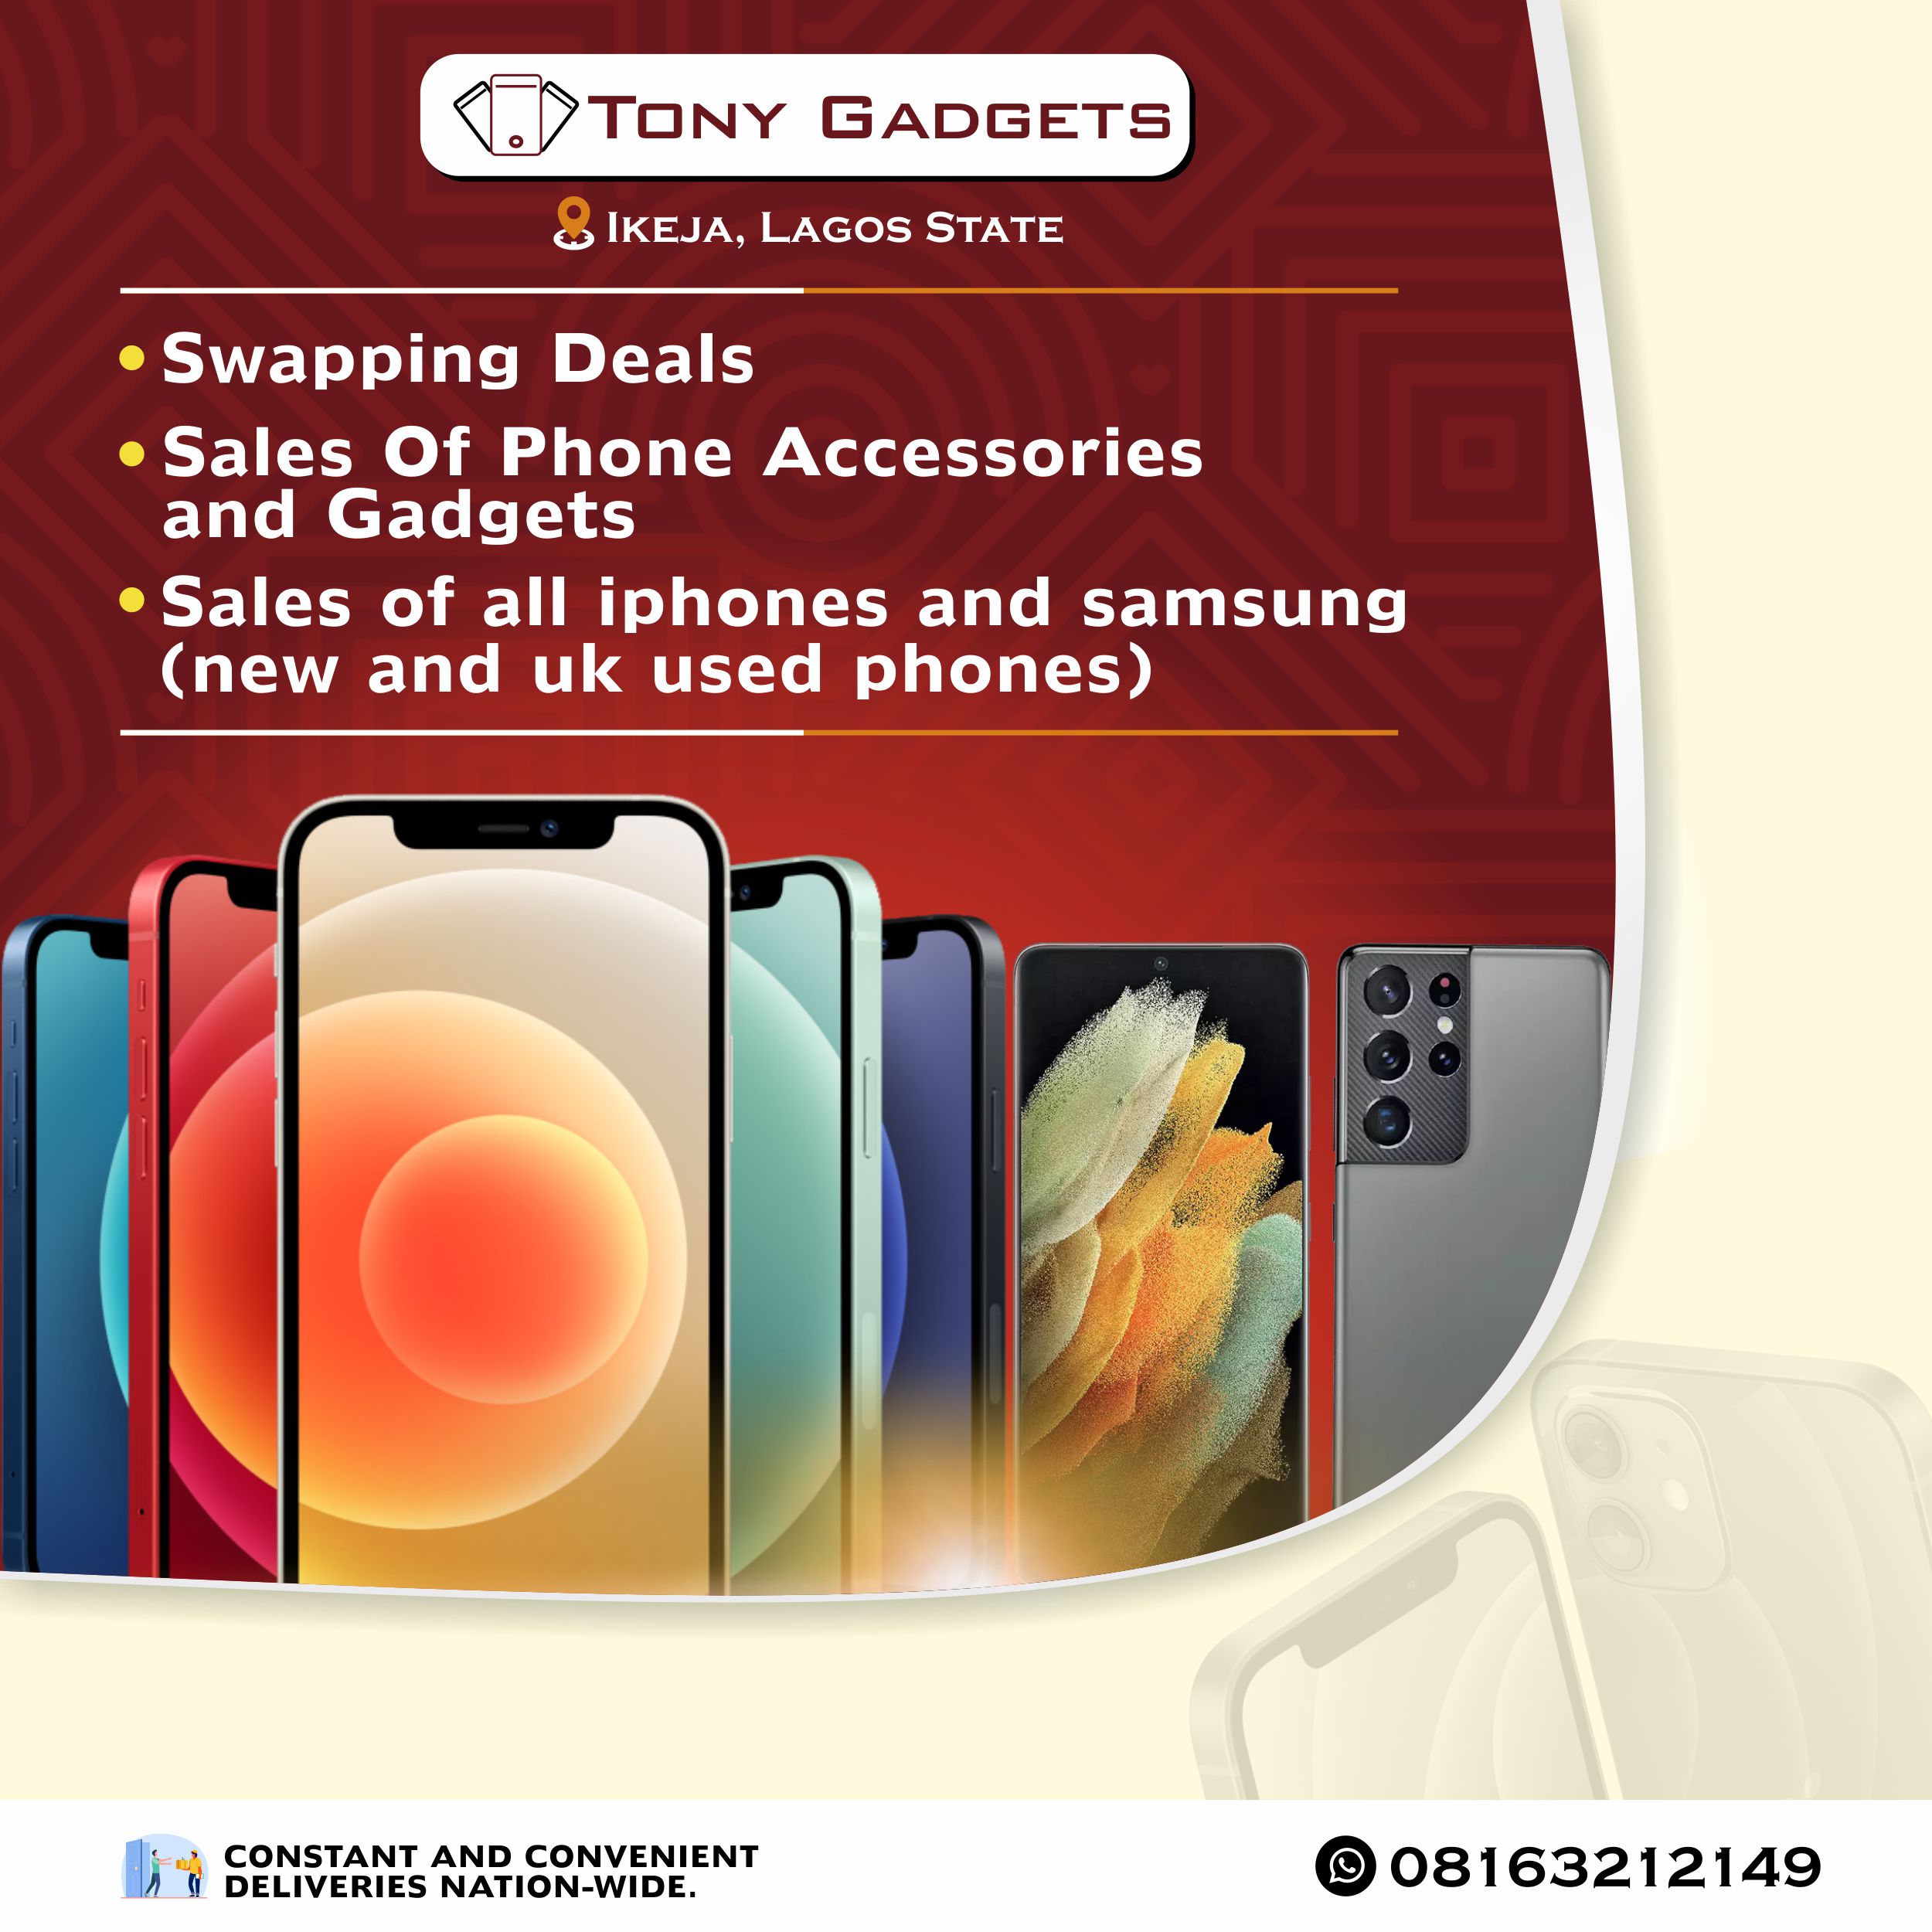 Tony Gadgets
Ikeja, Lagos State
Swapping Deals
Sales Of Phone Accessories
and Gadgets
Sales of all iphones and samsung
(new and uk used phones)
CONSTANT AND CONVENIENT
DELIVERIES NATION-WIDE.
08163212149